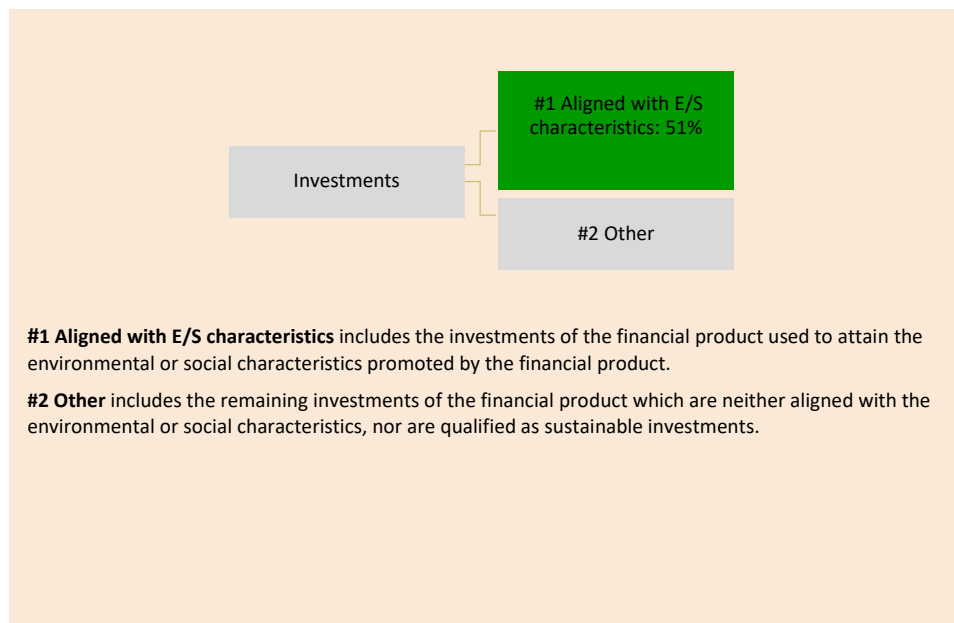 #1 Aligned with E/S
characteristics: 51%
Investments
#2 Other
#1 Aligned with E/S characteristics includes the investments of the financial product used to attain the
environmental or social characteristics promoted by the financial product.
#2 Other includes the remaining investments of the financial product which are neither aligned with the
environmental or social characteristics, nor are qualified as sustainable investments.